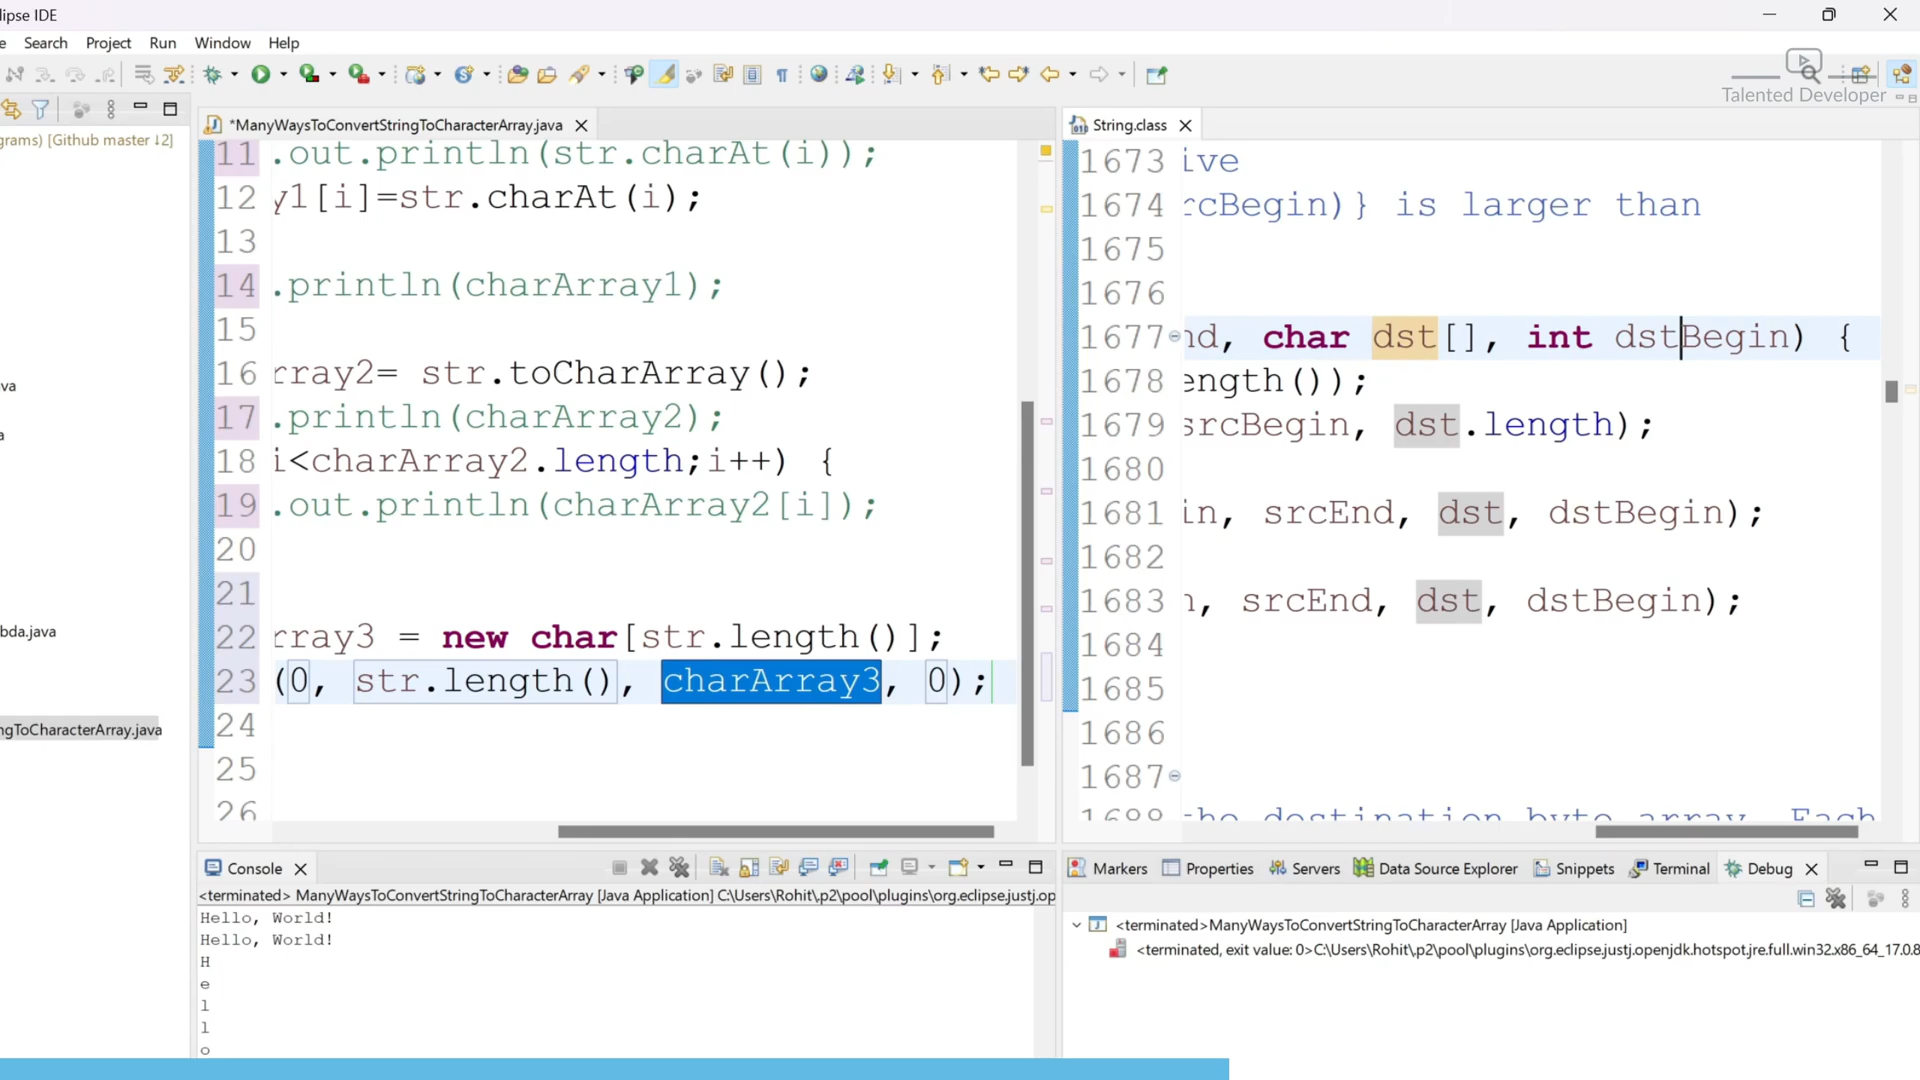 lipse IDE
e Search Project Run Window Help
Talented Developer
grams) [Github master ↓2]
va
a
bda.java
ngToCharacterArray.java
*ManyWaysToConvertStringToCharacterArray.java
11 .out.println(str.charAt(i));
12 y1[i]=str.charAt(i);
13
14 .println(charArray1);
15
16 rray2= str.toCharArray();
17 .println(charArray2);
18 i<charArray2.length;i++) {
19 .out.println(charArray2[i]);
20
21
22 rray3 = new char[str.length()];
23 (0, str.length(), charArray3, 0);
24
25
26
String.class
1673 ive
1674 rcBegin)} is larger than
1675
1676
1677 nd, char dst[], int dstBegin) {
1678 ength());
1679 srcBegin, dst.length);
1680
1681 in, srcEnd, dst, dstBegin);
1682
1683 n, srcEnd, dst, dstBegin);
1684
1685
1686
1687
1688 the destination byte array. Each
Console
<terminated> ManyWaysToConvertStringToCharacterArray [Java Application] C:\Users\Rohit\.p2\pool\plugins\org.eclipse.justj.op
Hello, World!
Hello, World!
H
e
l
l
o
Markers Properties Servers Data Source Explorer Snippets Terminal Debug
<terminated>ManyWaysToConvertStringToCharacterArray [Java Application]
<terminated, exit value: 0>C:\Users\Rohit\.p2\pool\plugins\org.eclipse.justj.openjdk.hotspot.jre.full.win32.x86_64_17.0.8